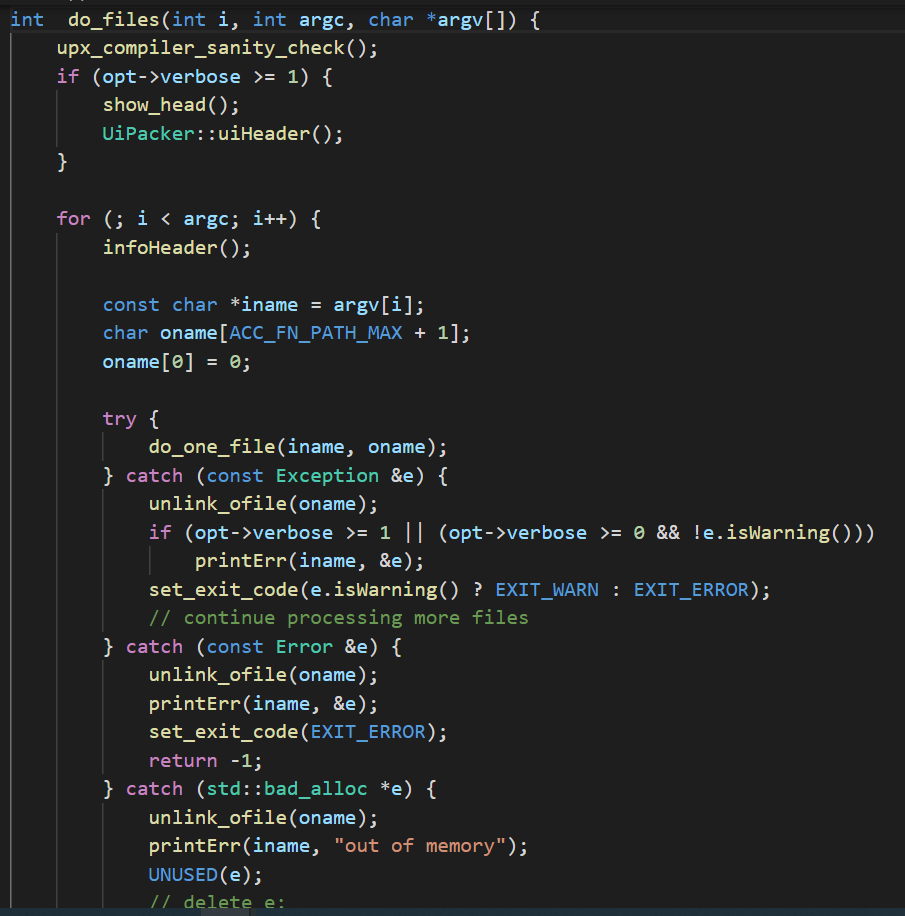 int  do_files(int i, int argc, char *argv[]) {
    upx_compiler_sanity_check();
    if (opt->verbose >= 1) {
        show_head();
        UiPacker::uiHeader();
    }

    for (; i < argc; i++) {
        infoHeader();

        const char *iname = argv[i];
        char oname[ACC_FN_PATH_MAX + 1];
        oname[0] = 0;

        try {
            do_one_file(iname, oname);
        } catch (const Exception &e) {
            unlink_ofile(oname);
            if (opt->verbose >= 1 || (opt->verbose >= 0 && !e.isWarning()))
                printErr(iname, &e);
            set_exit_code(e.isWarning() ? EXIT_WARN : EXIT_ERROR);
            // continue processing more files
        } catch (const Error &e) {
            unlink_ofile(oname);
            printErr(iname, &e);
            set_exit_code(EXIT_ERROR);
            return -1;
        } catch (std::bad_alloc *e) {
            unlink_ofile(oname);
            printErr(iname, "out of memory");
            UNUSED(e);
            // delete e;